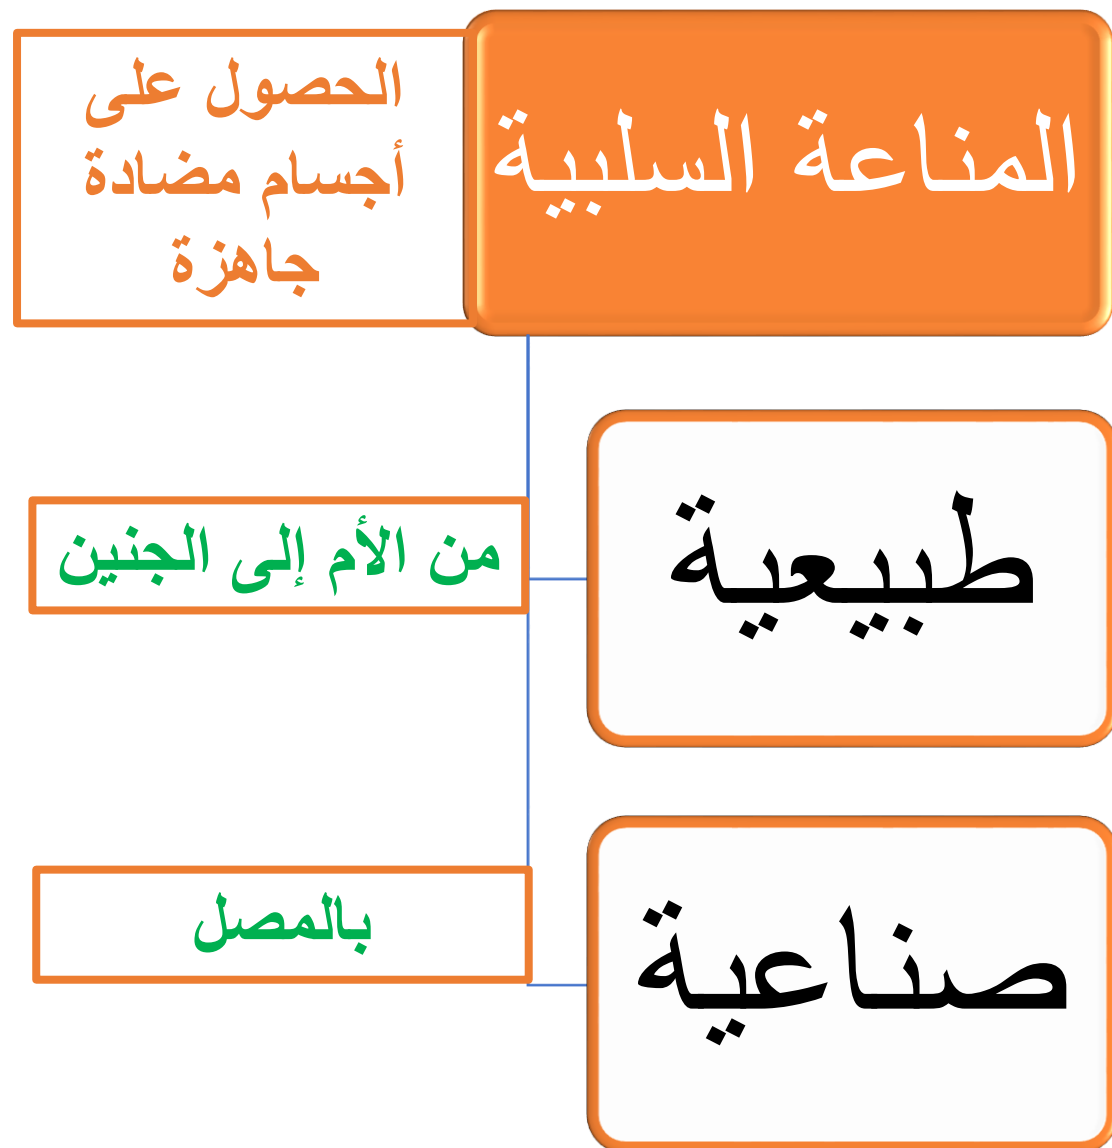 المناعة السلبية
الحصول على
أجسام مضادة
جاهزة
طبيعية
من الأم إلى الجنين
صناعية
بالمصل